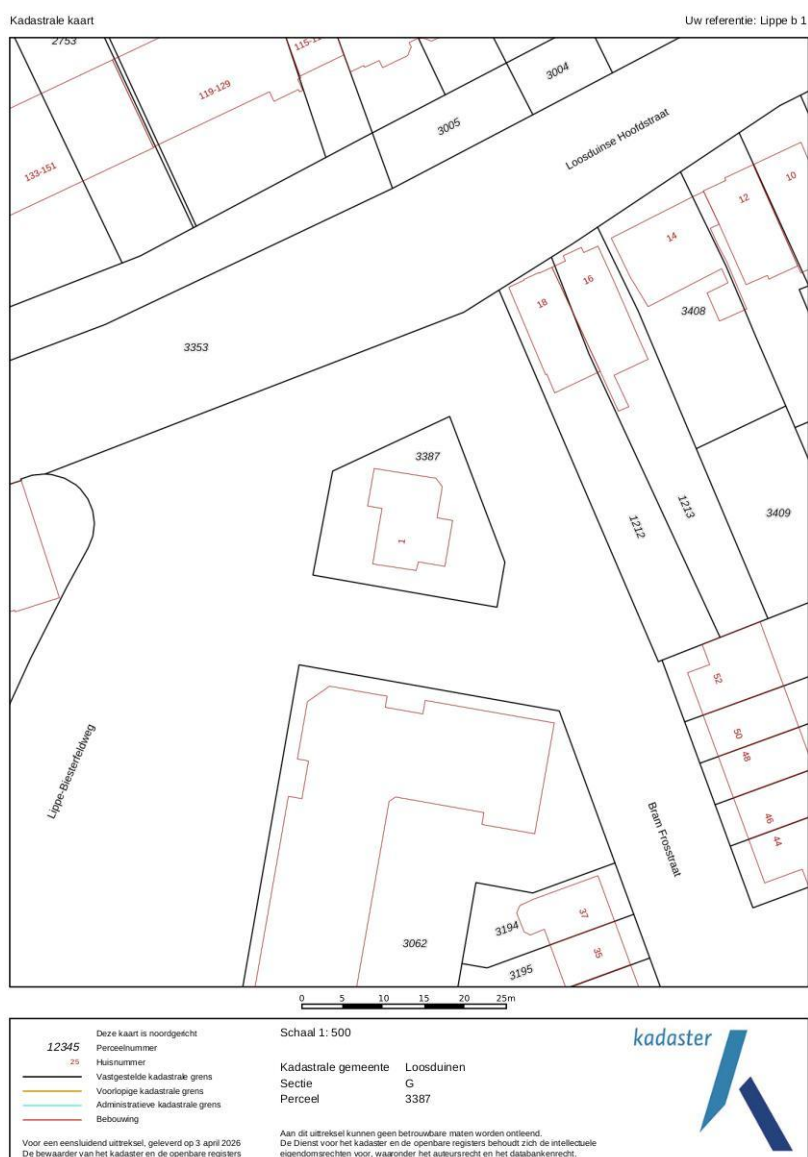 Kadastrale kaart
Uw referentie: Lippe b 1
2753
115-1
119-129
3004
3005
133-151
Loosduinse Hoofdstraat
10
12
14
16
18
3408
3353
3387
1
1212
1213
3409
52
50
48
46
44
Lippe-Biesterfeldweg
Bram Frosstraat
37
3194
35
3062
3195
0 5 10 15 20 25m
Deze kaart is noordgericht
12345 Perceelnummer
25 Huisnummer
Vastgestelde kadastrale grens
Voorlopige kadastrale grens
Administratieve kadastrale grens
Bebouwing
Voor een eensluidend uittreksel, geleverd op 3 april 2026
De bewaarder van het kadaster en de openbare registers
Schaal 1: 500
Kadastrale gemeente Loosduinen
Sectie G
Perceel 3387
Aan dit uittreksel kunnen geen betrouwbare maten worden ontleend.
De Dienst voor het kadaster en de openbare registers behoudt zich de intellectuele
eigendomsrechten voor, waaronder het auteursrecht en het databankenrecht.
kadaster